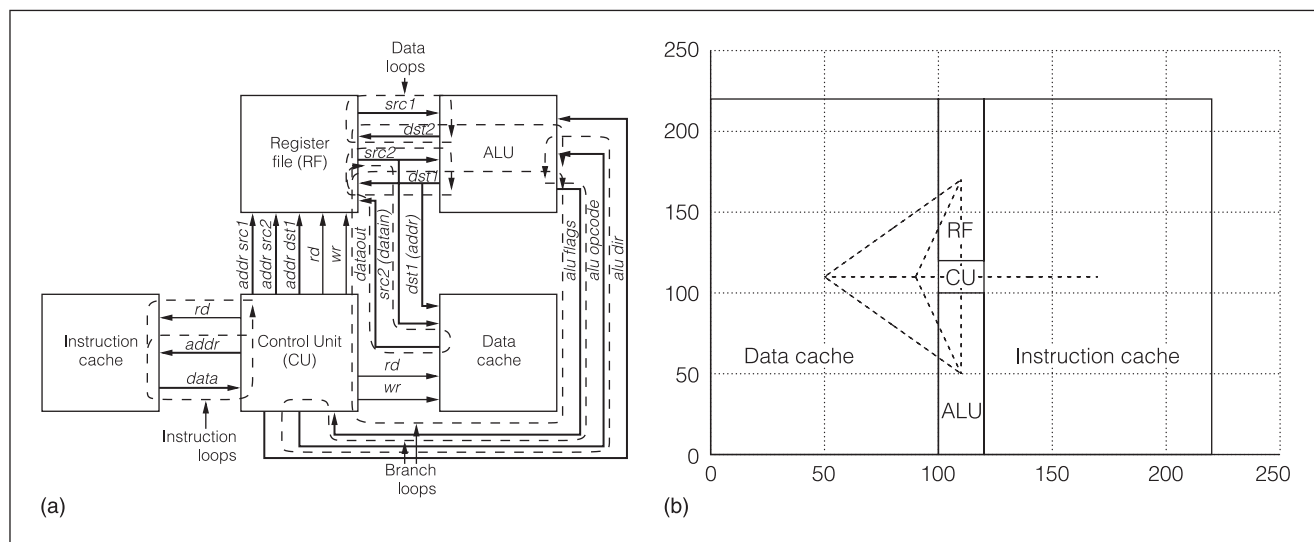 Data
loops
src1
dst2
src2
dst1
Register
file (RF)
ALU
addr src1
addr src2
addr dst1
rd
wr
dataout
src2 (datain)
dst1 (addr)
alu flags
alu opcode
alu dir
Instruction
cache
rd
addr
data
Control Unit
(CU)
rd
wr
Data
cache
Instruction
loops
Branch
loops
(a)
250
200
150
100
50
0
RF
CU
ALU
Data cache
Instruction cache
0
50
100
150
200
250
(b)